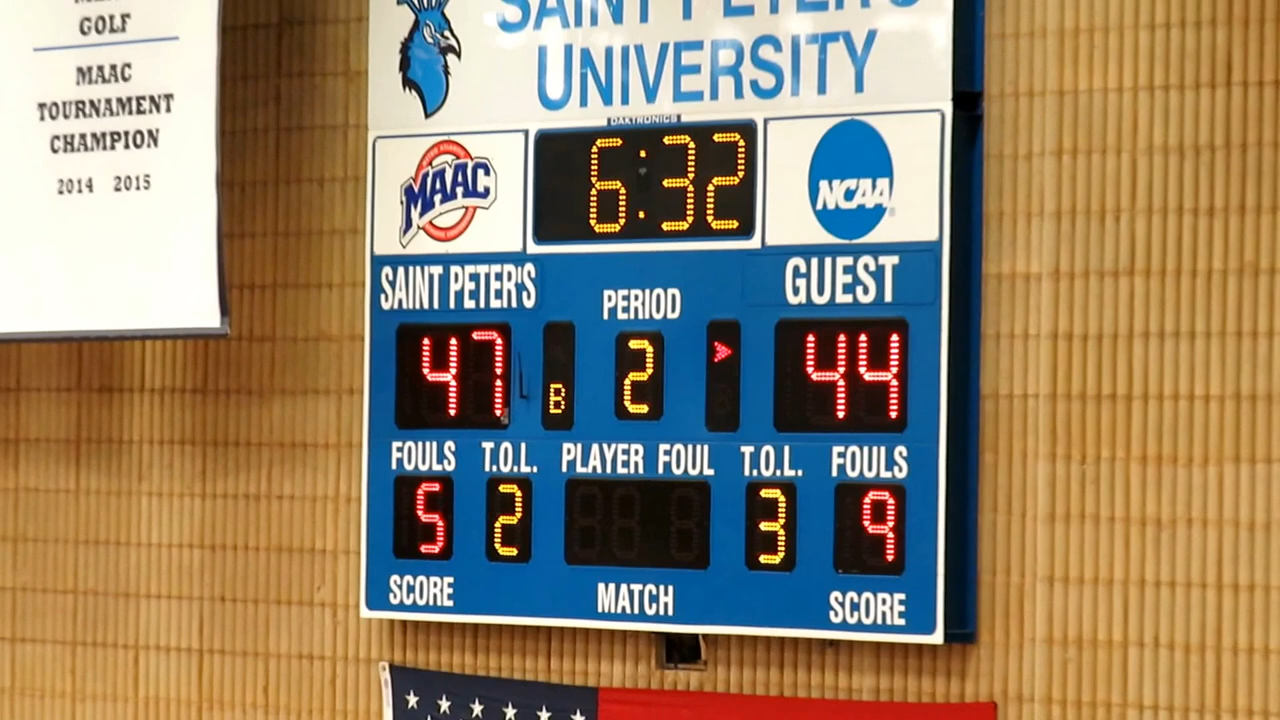 GOLF
MAAC
TOURNAMENT
CHAMPION
2014 2015
SAINT PETER'S
UNIVERSITY
DAKTRONICS
MAAC
6:32
NCAA
SAINT PETER'S
PERIOD
GUEST
47
B
2
44
FOULS T.O.L. PLAYER FOUL T.O.L. FOULS
5 2 3 9
SCORE MATCH SCORE